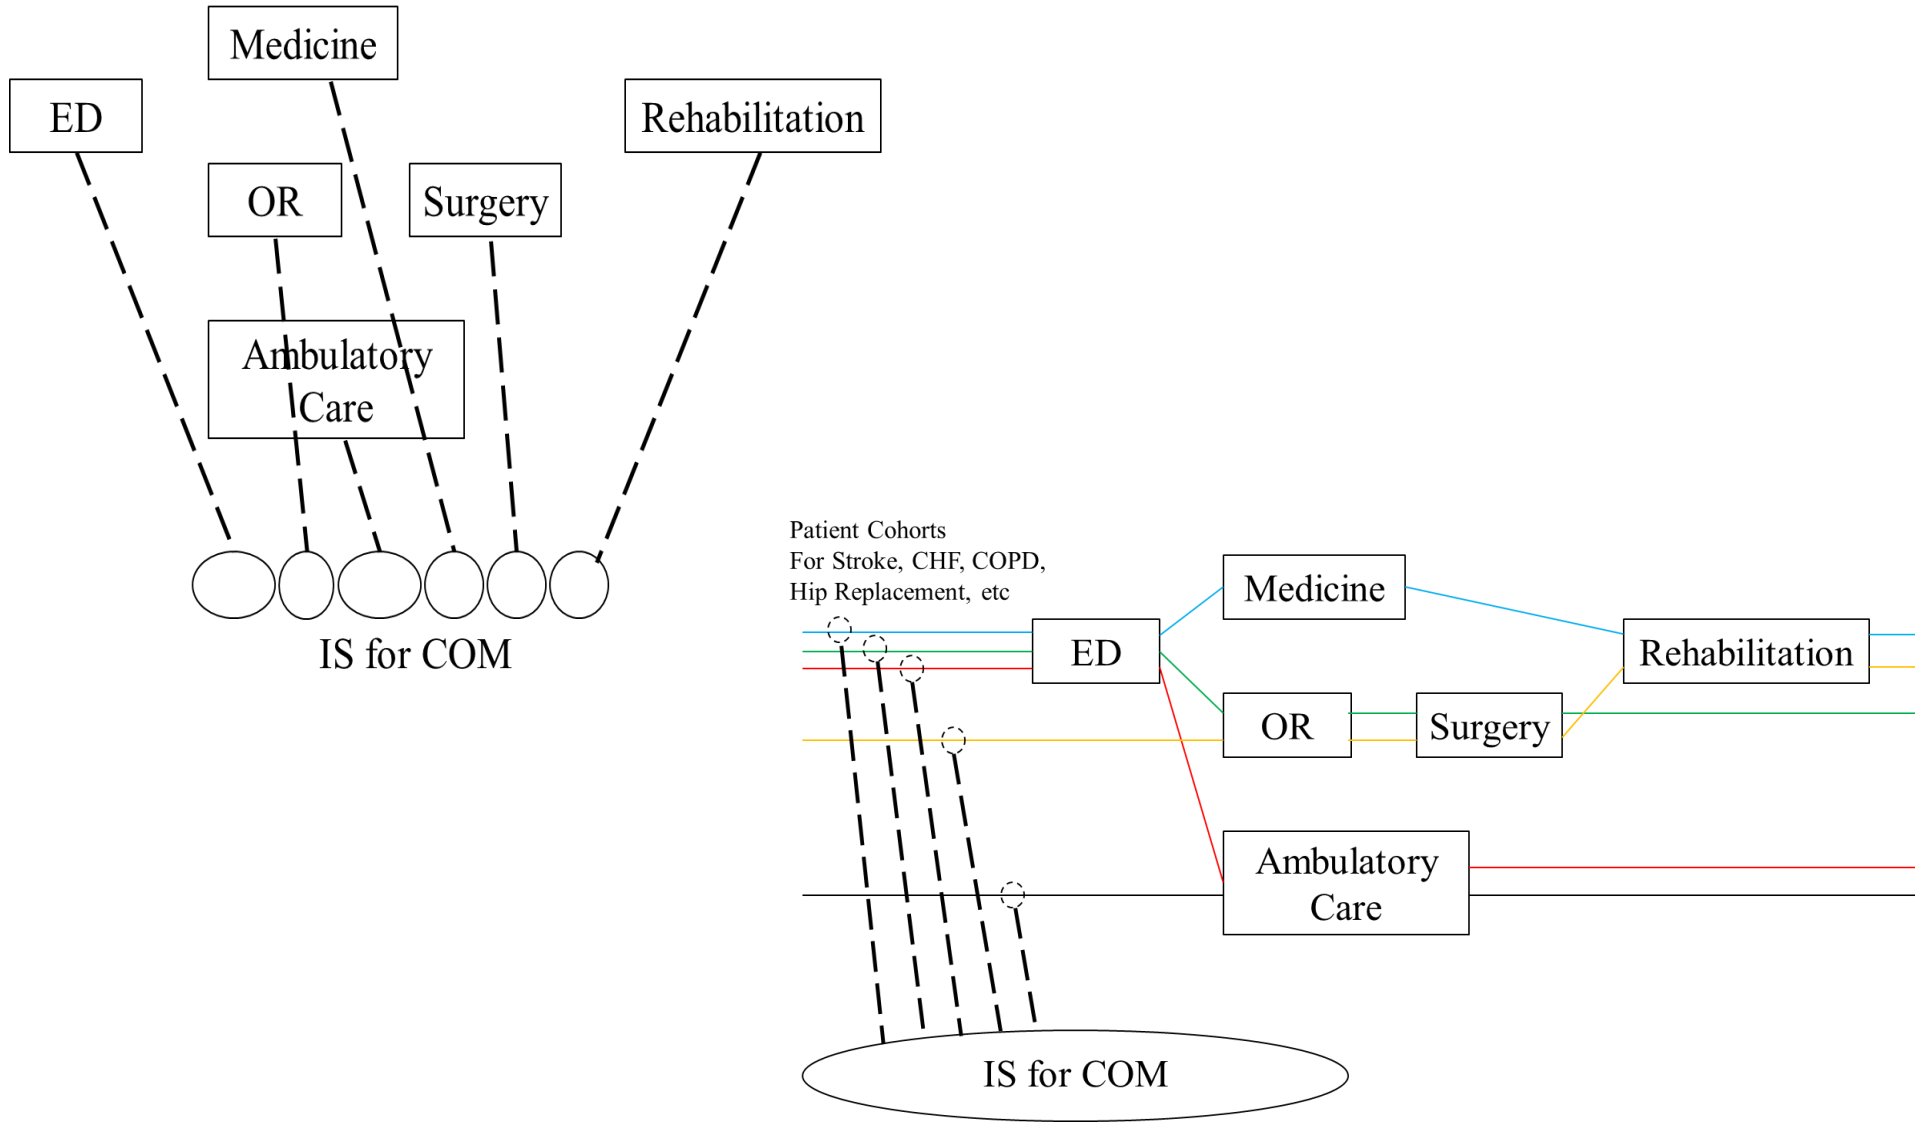 Medicine
ED
Rehabilitation
OR
Surgery
Ambulatory
Care
IS for COM
Patient Cohorts
For Stroke, CHF, COPD,
Hip Replacement, etc
Medicine
ED
Rehabilitation
OR
Surgery
Ambulatory
Care
IS for COM